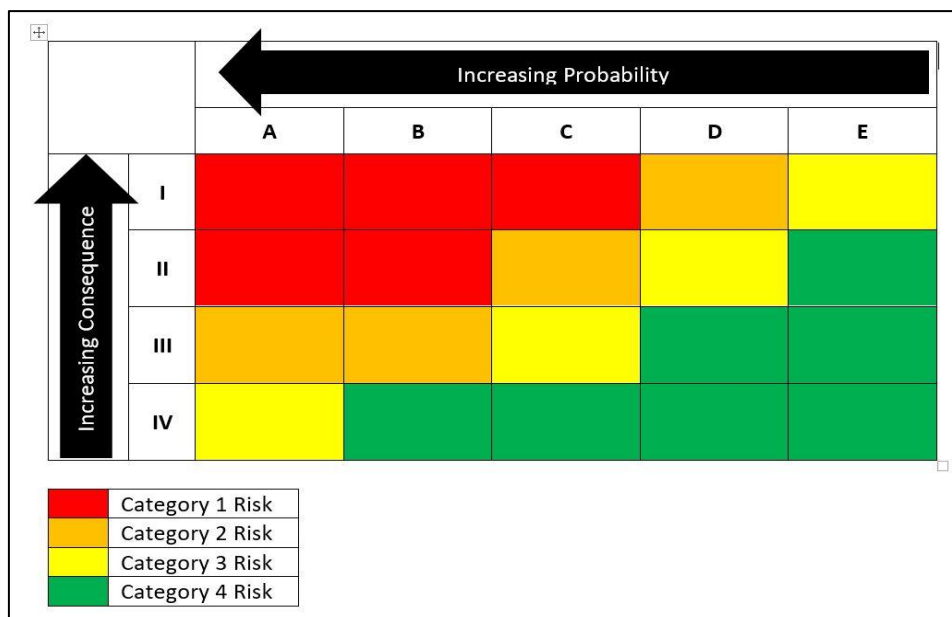 Increasing Probability
A B C D E
Increasing Consequence
I
II
III
IV
Category 1 Risk
Category 2 Risk
Category 3 Risk
Category 4 Risk